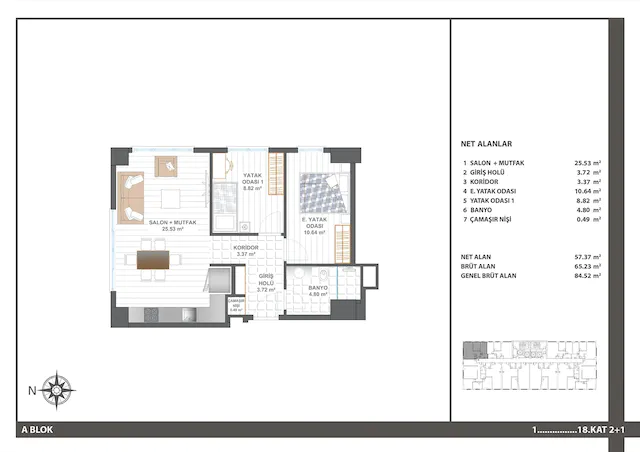 NET ALANLAR
1 SALON + MUTFAK 25.53 m²
2 GİRİŞ HOLÜ 3.72 m²
3 KORİDOR 3.37 m²
4 E. YATAK ODASI 10.64 m²
5 YATAK ODASI 1 8.82 m²
6 BANYO 4.80 m²
7 ÇAMAŞIR NİŞİ 0.49 m²
NET ALAN 57.37 m²
BRÜT ALAN 65.23 m²
GENEL BRÜT ALAN 84.52 m²
YATAK
ODASI 1
8.82 m²
SALON + MUTFAK
25.53 m²
E. YATAK
ODASI
10.64 m²
KORİDOR
3.37 m²
GİRİŞ
HOLÜ
3.72 m²
BANYO
4.80 m²
ÇAMAŞIR
NİŞİ
0.49 m²
N
A BLOK
1................18.KAT 2+1